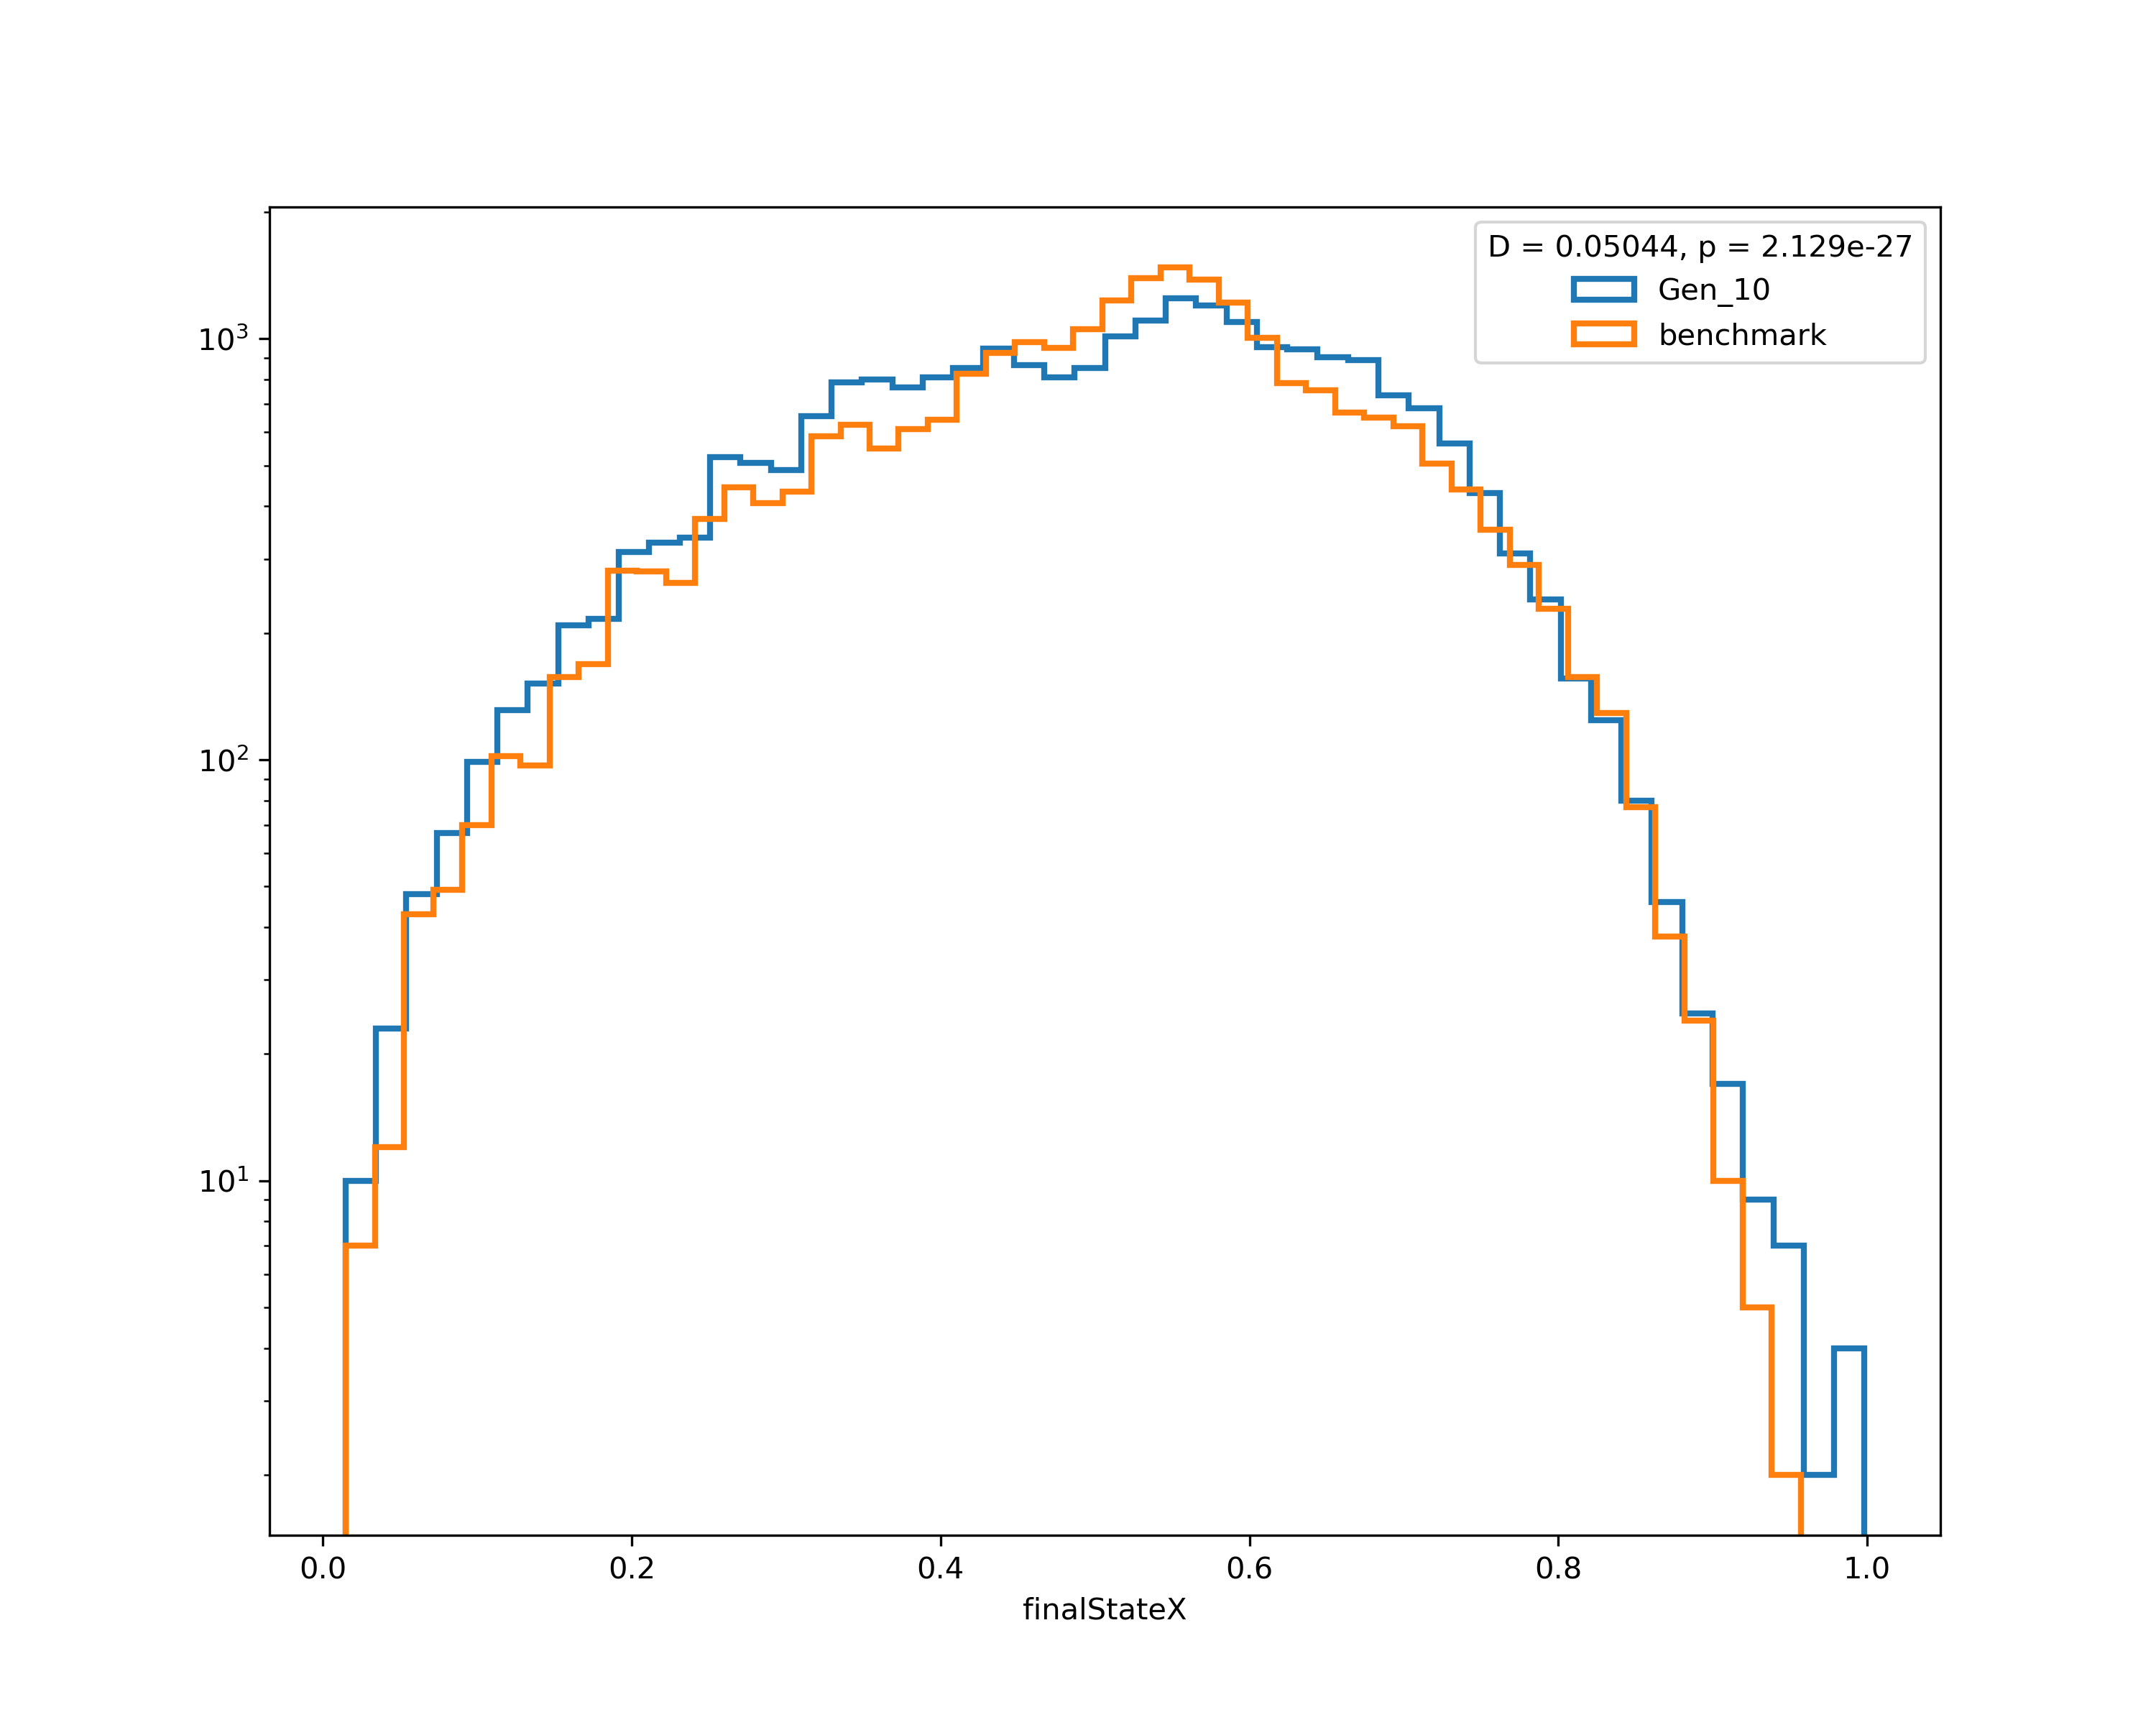 D = 0.05044, p = 2.129e-27
Gen_10
benchmark
10³
10²
10¹
0.0 0.2 0.4 0.6 0.8 1.0
finalStateX